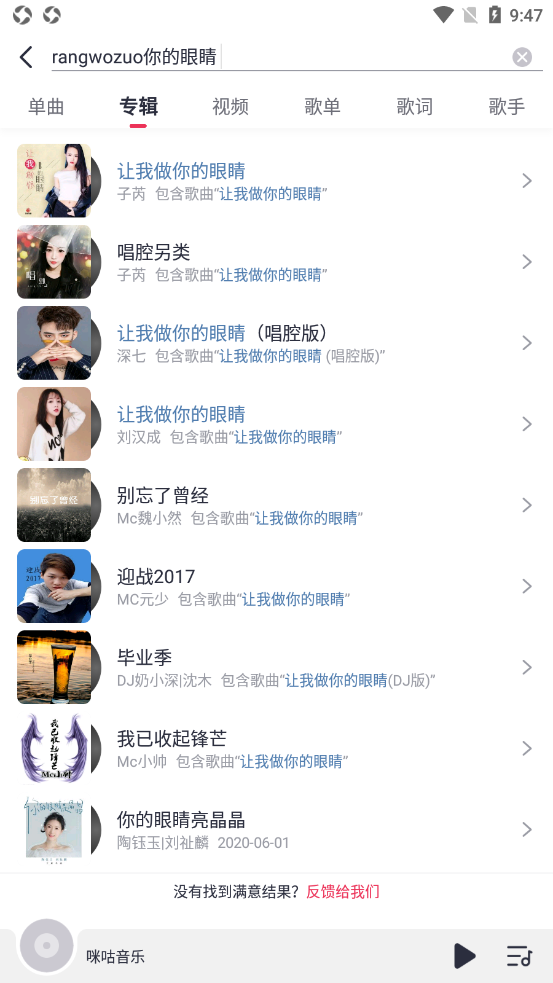 9:47
rangwozuo你的眼睛
单曲 专辑 视频 歌单 歌词 歌手
让我做你的眼睛
子芮 包含歌曲“让我做你的眼睛”
唱腔另类
子芮 包含歌曲“让我做你的眼睛”
让我做你的眼睛（唱腔版）
深七 包含歌曲“让我做你的眼睛 (唱腔版)”
让我做你的眼睛
刘汉成 包含歌曲“让我做你的眼睛”
别忘了曾经
别忘了曾经
Mc魏小然 包含歌曲“让我做你的眼睛”
迎战2017
MC元少 包含歌曲“让我做你的眼睛”
毕业季
DJ奶小深|沈木 包含歌曲“让我做你的眼睛(DJ版)”
我已收起锋芒
我已收起锋芒
Mc小帅 包含歌曲“让我做你的眼睛”
你的眼睛亮晶晶
陶钰玉|刘祉麟 2020-06-01
没有找到满意结果？反馈给我们
咪咕音乐